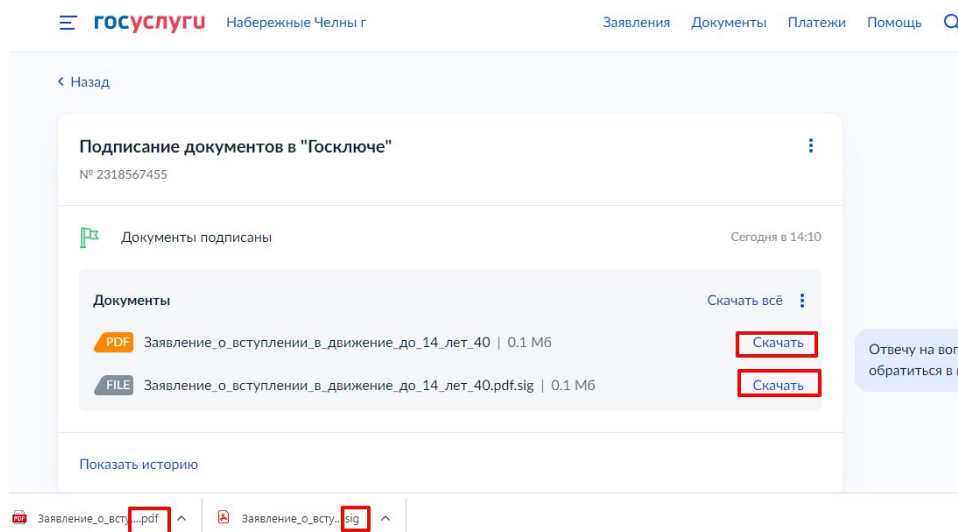 госуслуги Набережные Челны г Заявления Документы Платежи Помощь
Назад
Подписание документов в "Госключе"
№ 2318567455
Документы подписаны Сегодня в 14:10
Документы Скачать всё
PDF Заявление_о_вступлении_в_движение_до_14_лет_40 | 0.1 Мб Скачать
FILE Заявление_о_вступлении_в_движение_до_14_лет_40.pdf.sig | 0.1 Мб Скачать
Отвечу на
обратиться в
Показать историю
PDF Заявление_о_всту....pdf Заявление_о_всту...sig